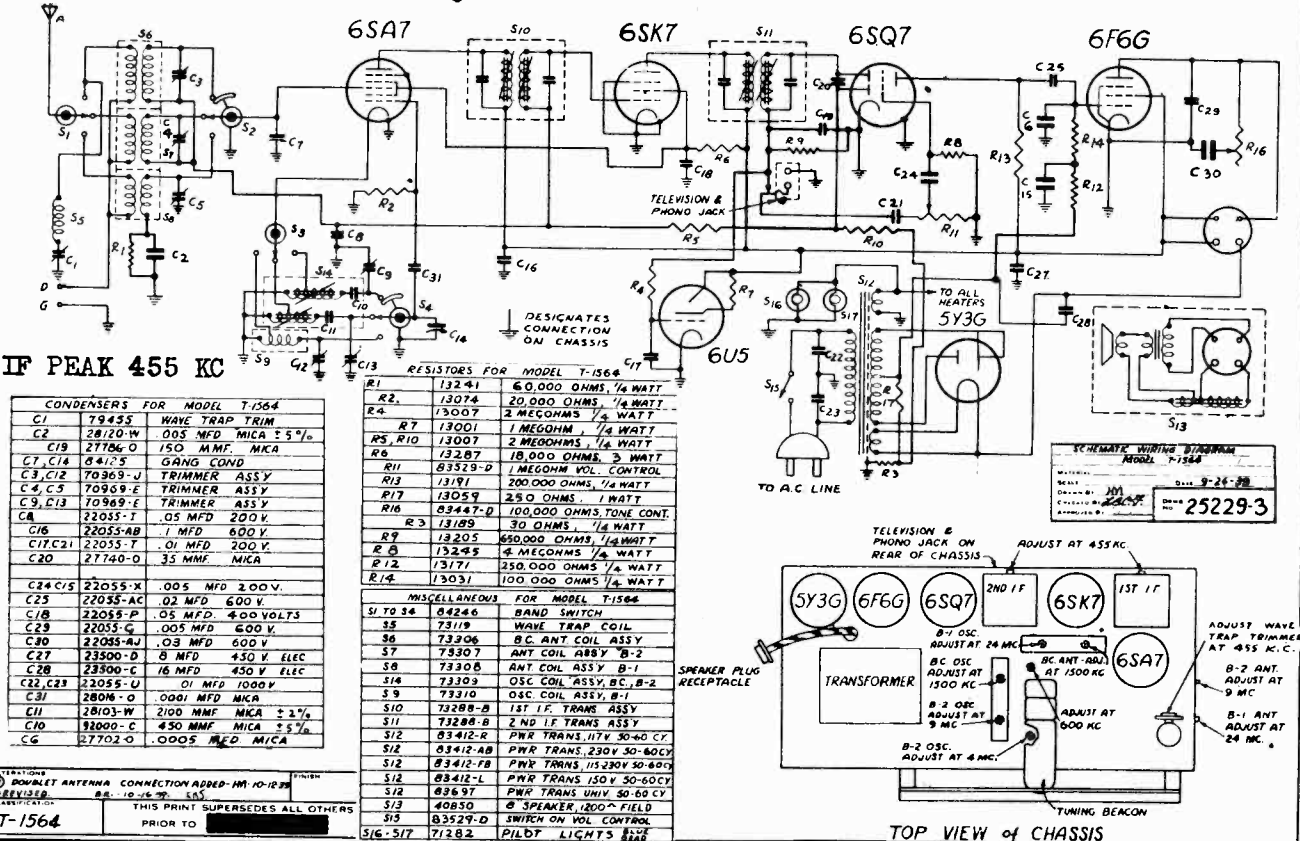 6SA7
6SK7
6SQ7
6F6G
A
S6
S10
S11
C3
S1
S2
C4
S7
C7
C5
S8
S5
C1
R1
C2
D
G
R2
S3
C8
C9
S14
C31
C10
C11
S4
C14
S9
C12
C13
C16
C18
R6
C20
C19
R9
R8
C24
TELEVISION &
PHONO JACK
C21
R5
R10
R11
R13
C25
C6
C15
R14
R12
C29
C30
R16
C27
C28
R4
R7
C17
6U5
S16
S17
S12
TO ALL
HEATERS
5Y3G
C22
C23
S15
R17
R3
TO A.C. LINE
S13
DESIGNATES
CONNECTION
ON CHASSIS
IF PEAK 455 KC
CONDENSERS FOR MODEL T-1564
C1 79455 WAVE TRAP TRIM
C2 28120-W .005 MFD MICA ±5%
C19 27786-O 150 MMF. MICA
C7, C14 84125 GANG COND
C3, C12 70969-J TRIMMER ASSY
C4, C5 70969-E TRIMMER ASSY
C9, C13 70969-E TRIMMER ASSY
C8 22055-T .05 MFD 200 V.
C16 22055-AB .1 MFD 600 V.
C17, C21 22055-T .01 MFD 200 V.
C20 27740-O 35 MMF. MICA
C24 C15 22055-X .005 MFD 200 V.
C25 22055-AC .02 MFD 600 V.
C18 22055-P .05 MFD. 400 VOLTS
C29 22055-G .005 MFD 600 V.
C30 22055-AJ .03 MFD 600 V
C27 23500-D 8 MFD 450 V. ELEC
C28 23500-C 16 MFD 450 V ELEC
C22, C23 22055-U .01 MFD 1000 V
C31 28016-O .0001 MFD MICA
C11 28103-W 2100 MMF MICA ±2%
C10 92000-C 450 MMF MICA ±5%
C6 27702-O .0005 MFD. MICA
RESISTORS FOR MODEL T-1564
R1 13241 60,000 OHMS, 1/4 WATT
R2, 13074 20,000 OHMS, 1/4 WATT
R4 13007 2 MEGOHMS 1/4 WATT
R7 13001 1 MEGOHM, 1/4 WATT
R5, R10 13007 2 MEGOHMS, 1/4 WATT
R6 13287 18,000 OHMS, 3 WATT
R11 83529-D 1 MEGOHM VOL. CONTROL
R13 13191 200,000 OHMS, 1/4 WATT
R17 13059 250 OHMS. 1 WATT
R16 83447-D 100,000 OHMS, TONE CONT.
R3 13189 30 OHMS, 1/4 WATT
R9 13205 650,000 OHMS, 1/4 WATT
R8 13245 4 MEGOHMS 1/4 WATT
R12 13171 250,000 OHMS 1/4 WATT
R14 13031 100,000 OHMS 1/4 WATT
MISCELLANEOUS FOR MODEL T-1564
S1 TO S4 84246 BAND SWITCH
S5 73119 WAVE TRAP COIL
S6 73306 B.C. ANT. COIL ASSY
S7 73307 ANT COIL ASSY B-2
S8 73308 ANT. COIL ASS'Y B-1
S14 73309 OSC COIL ASSY, BC., B-2
S9 73310 OSC. COIL ASSY, B-1
S10 73288-B 1ST I.F. TRANS. ASSY
S11 72288-B 2 ND I.F. TRANS ASS'Y
S12 83412-R PWR TRANS, 117V 50-60 CY.
S12 83412-AB PWR TRANS., 230V 50-60CY
S12 83412-FB PWR TRANS, 115-230V 50-60CY
S12 83412-L PWR TRANS 150 V 50-60CY
S12 83697 PWR TRANS UNIV. 50-60 CY
S13 40850 8 SPEAKER, 1200~ FIELD
S15 83529-D SWITCH ON VOL CONTROL
S16-S17 71282 PILOT LIGHTS
DOUBLET ANTENNA CONNECTION ADDED-HM-10-12-39
REVISED
FINISH
T-1564
THIS PRINT SUPERSEDES ALL OTHERS
PRIOR TO
SCHEMATIC WIRING DIAGRAM
MODEL T-1564
SCALE
25229-3
TELEVISION &
PHONO JACK ON
REAR OF CHASSIS
ADJUST AT 455 KC.
5Y3G
6F6G
6SQ7
2ND IF
6SK7
1ST IF
6SA7
SPEAKER PLUG
RECEPTACLE
TRANSFORMER
B-1 OSC.
ADJUST AT 24 MC.
BC. ANT-ADJ.
AT 1500 KC
BC OSC
ADJUST AT
1500 KC
B-2 OSC
ADJUST AT
9 MC
ADJUST AT
600 KC
B-2 OSC.
ADJUST AT 4 MC.
ADJUST WAVE
TRAP TRIMMER
AT 455 K.C.
B-2 ANT.
ADJUST AT
9 MC
B-1 ANT
ADJUST AT
24 MC.
TUNING BEACON
TOP VIEW of CHASSIS